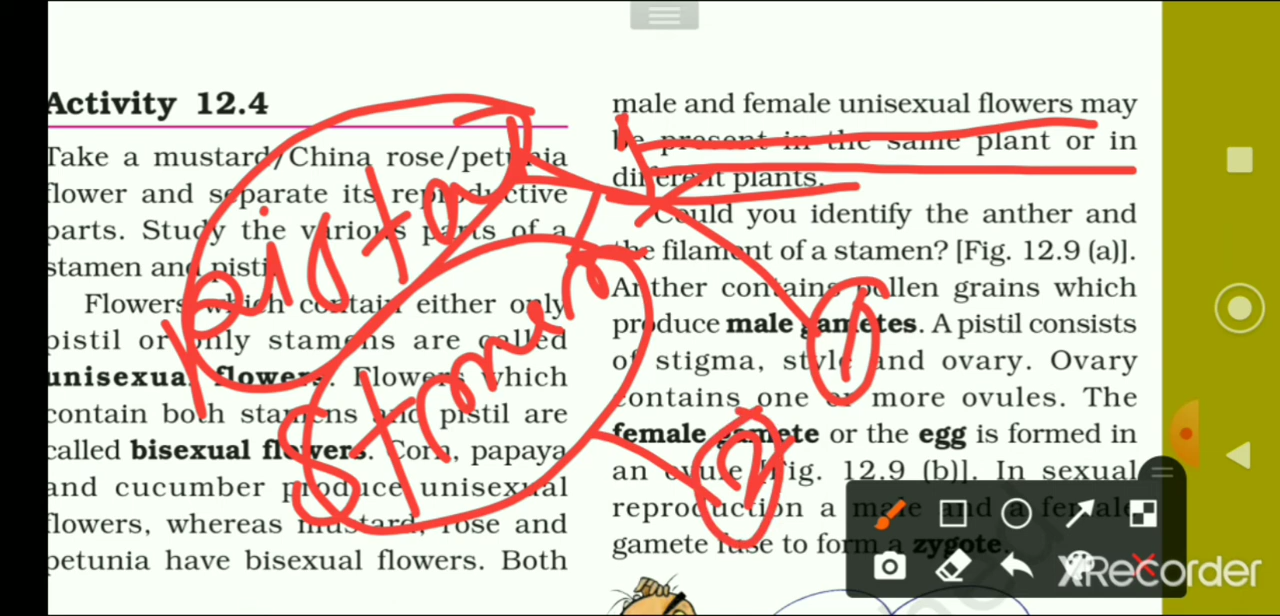 Activity 12.4
Take a mustard/China rose/petunia
flower and separate its reproductive
parts. Study the various parts of a
stamen and pistil.
Flowers which contain either only
pistil or only stamens are called
unisexual flowers. Flowers which
contain both stamens and pistil are
called bisexual flowers. Corn, papaya
and cucumber produce unisexual
flowers, whereas mustard, rose and
petunia have bisexual flowers. Both
male and female unisexual flowers may
be present in the same plant or in
different plants.
Could you identify the anther and
the filament of a stamen? [Fig. 12.9 (a)].
Anther contains pollen grains which
produce male gametes. A pistil consists
of stigma, style and ovary. Ovary
contains one or more ovules. The
female gamete or the egg is formed in
an ovule [Fig. 12.9 (b)]. In sexual
reproduction a male and a female
gamete fuse to form a zygote.
1
2
XRecorder